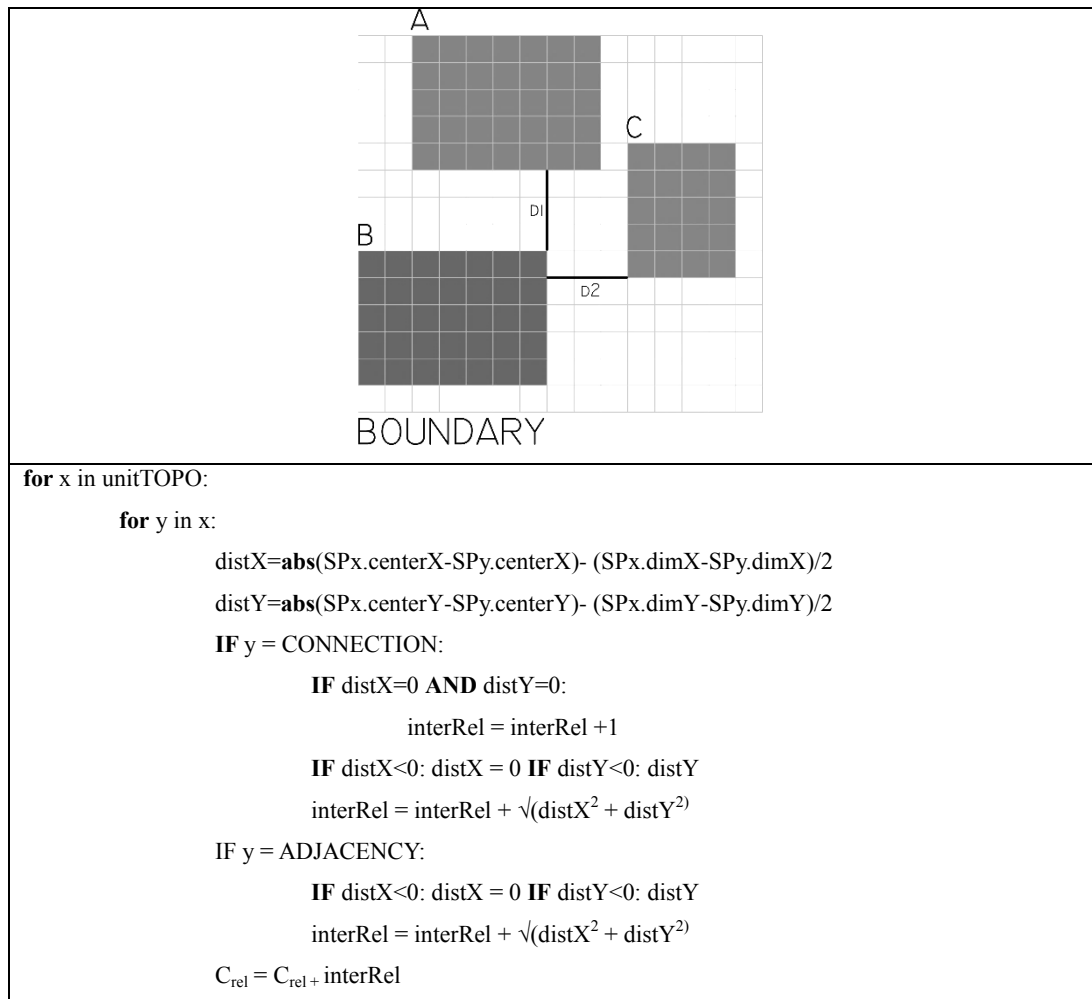 A
C
D1
B
D2
BOUNDARY
for x in unitTOPO:
for y in x:
distX=abs(SPx.centerX-SPy.centerX)- (SPx.dimX-SPy.dimX)/2
distY=abs(SPx.centerY-SPy.centerY)- (SPx.dimY-SPy.dimY)/2
IF y = CONNECTION:
IF distX=0 AND distY=0:
interRel = interRel +1
IF distX<0: distX = 0 IF distY<0: distY
interRel = interRel + √(distX² + distY²⁾
IF y = ADJACENCY:
IF distX<0: distX = 0 IF distY<0: distY
interRel = interRel + √(distX² + distY²⁾
Crel = Crel + interRel